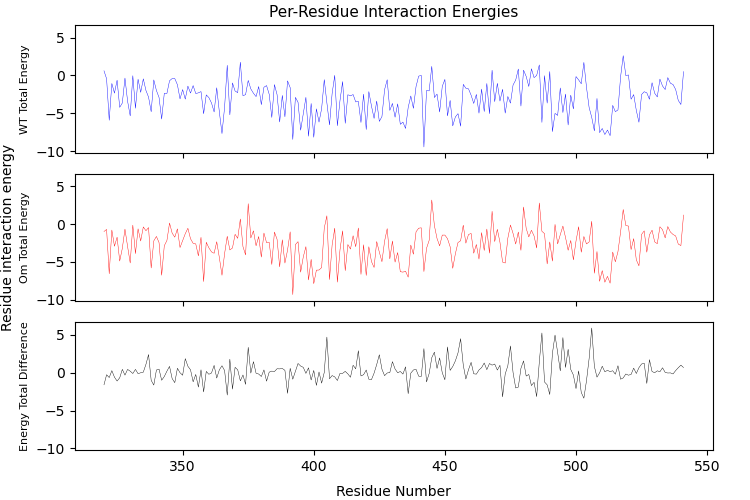 Per-Residue Interaction Energies
Residue interaction energy
WT Total Energy
5
0
−5
−10
Om Total Energy
5
0
−5
−10
Energy Total Difference
5
0
−5
−10
350
400
450
500
550
Residue Number